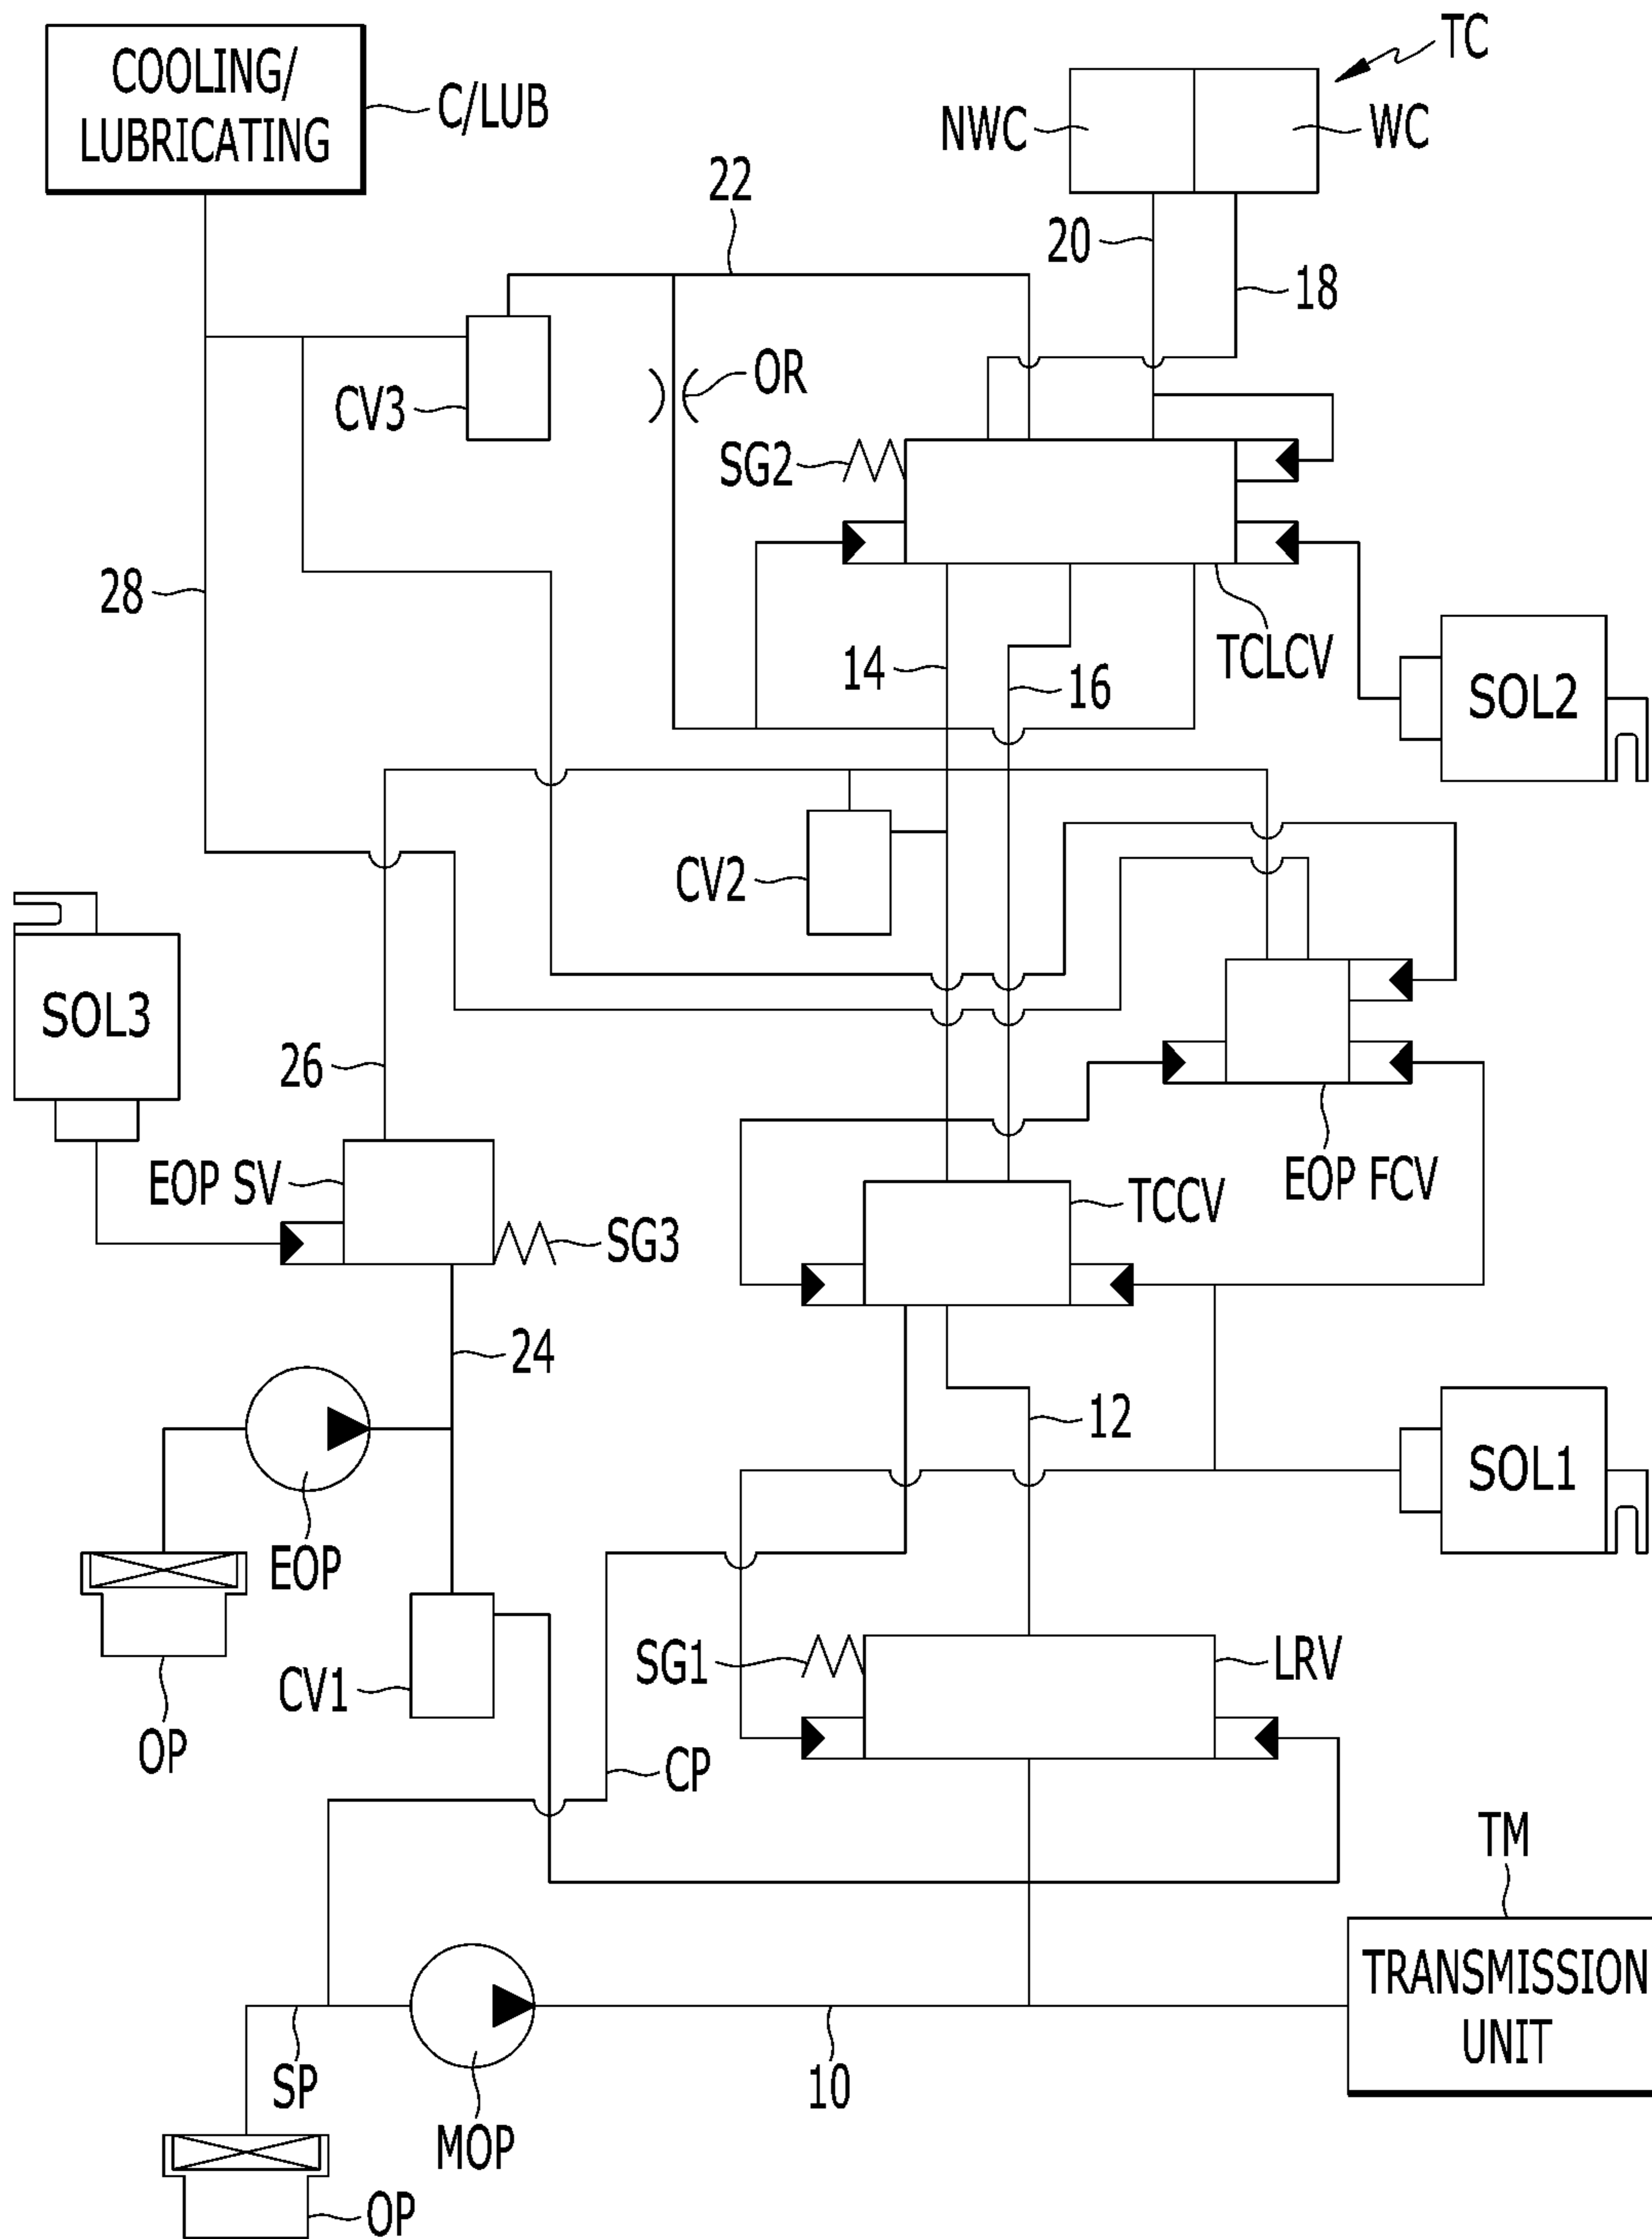 TC
COOLING/
LUBRICATING
C/LUB
NWC
WC
22
20
18
CV3
OR
SG2
28
TCLCV
14
16
SOL2
CV2
SOL3
26
EOP SV
EOP FCV
TCCV
SG3
24
12
SOL1
EOP
SG1
LRV
CV1
OP
CP
TM
TRANSMISSION
UNIT
SP
10
MOP
OP